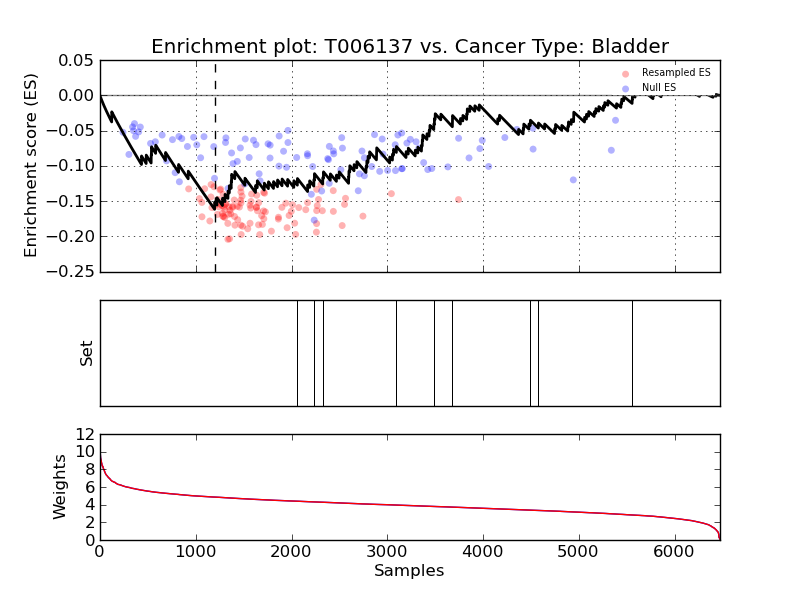 Enrichment plot: T006137 vs. Cancer Type: Bladder
Enrichment score (ES)
0.05
0.00
−0.05
−0.10
−0.15
−0.20
−0.25
Resampled ES
Null ES
Set
Weights
12
10
8
6
4
2
0
0 1000 2000 3000 4000 5000 6000
Samples